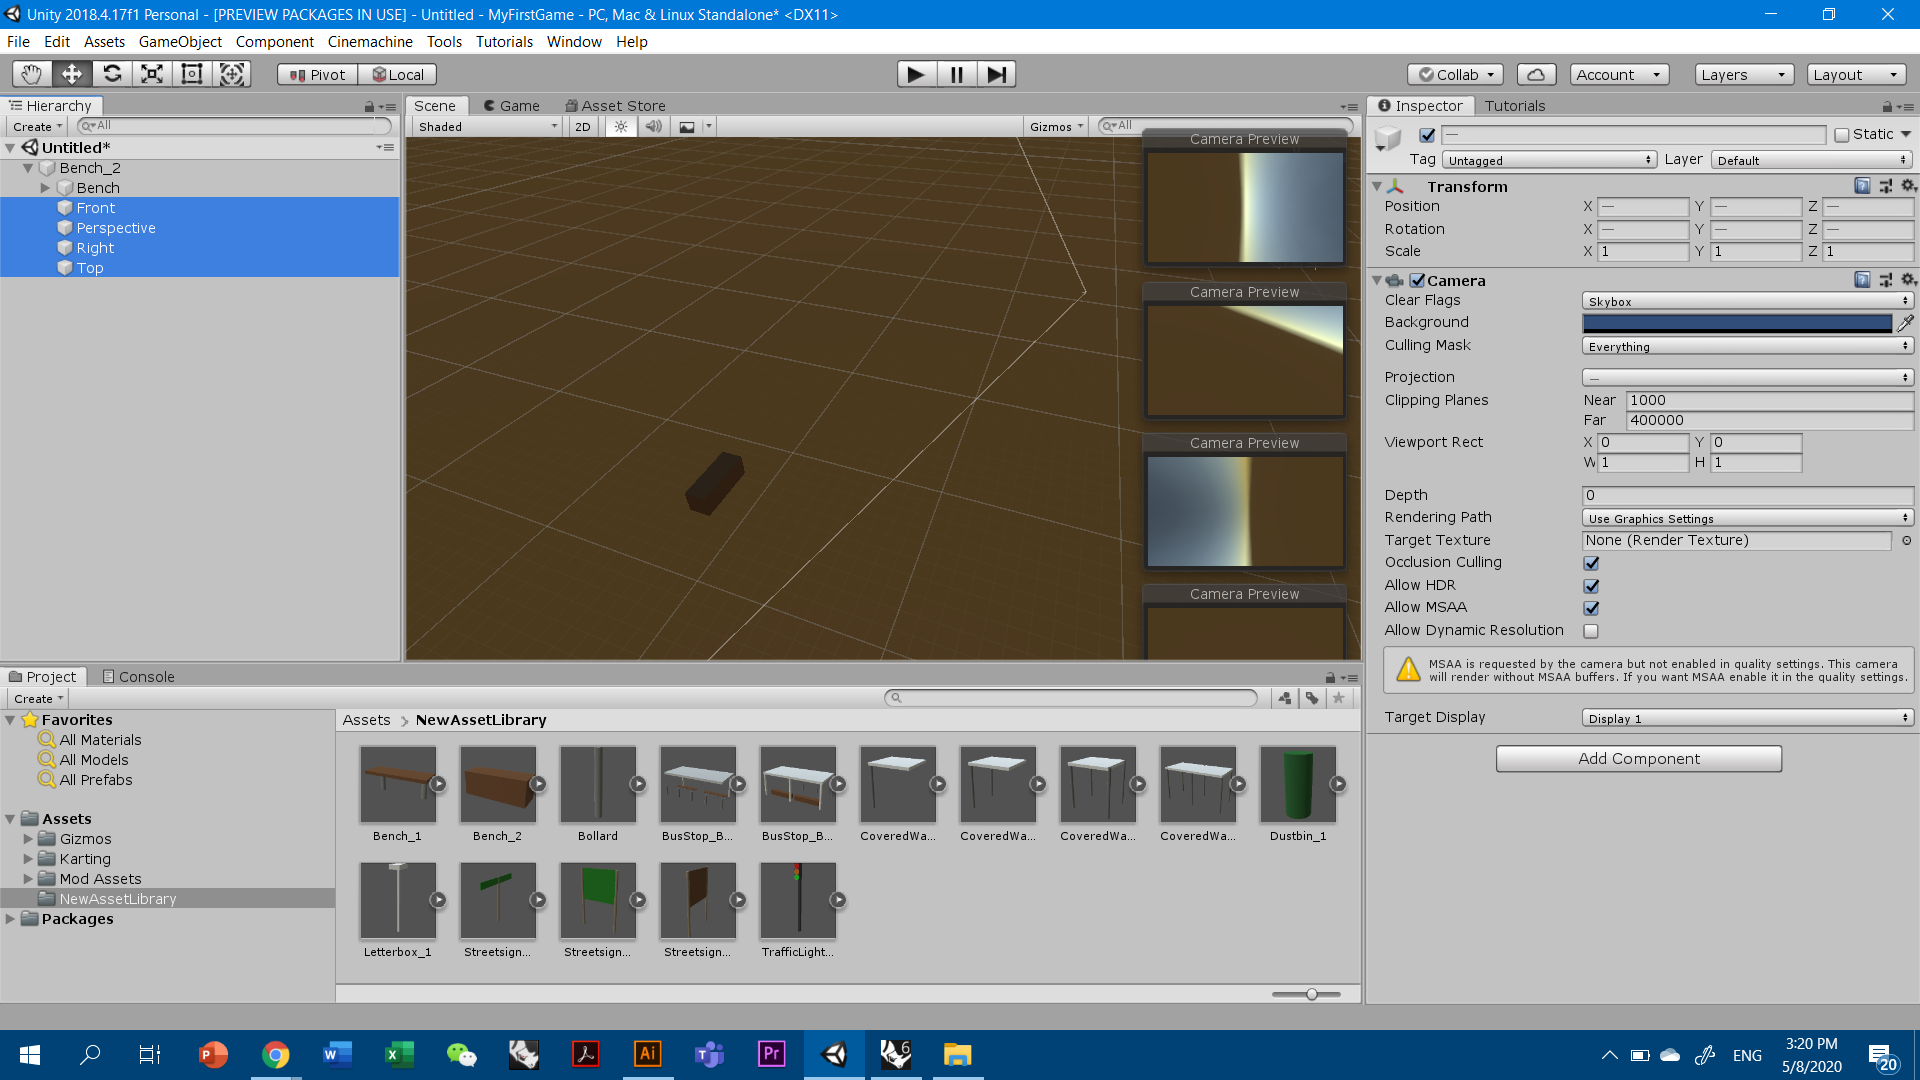 Unity 2018.4.17f1 Personal - [PREVIEW PACKAGES IN USE] - Untitled - MyFirstGame - PC, Mac & Linux Standalone* <DX11>
File Edit Assets GameObject Component Cinemachine Tools Tutorials Window Help
Pivot Local Collab Account Layers Layout
Hierarchy
Create All
Untitled*
Bench_2
Bench
Front
Perspective
Right
Top
Scene Game Asset Store
Shaded 2D Gizmos All
Camera Preview
Camera Preview
Camera Preview
Camera Preview
Inspector Tutorials
— Static
Tag Untagged Layer Default
Transform
Position X — Y — Z —
Rotation X — Y — Z —
Scale X 1 Y 1 Z 1
Camera
Clear Flags Skybox
Background
Culling Mask Everything
Projection —
Clipping Planes Near 1000
Far 400000
Viewport Rect X 0 Y 0
W 1 H 1
Depth 0
Rendering Path Use Graphics Settings
Target Texture None (Render Texture)
Occlusion Culling
Allow HDR
Allow MSAA
Allow Dynamic Resolution
MSAA is requested by the camera but not enabled in quality settings. This camera
will render without MSAA buffers. If you want MSAA enable it in the quality settings.
Target Display Display 1
Add Component
Project Console
Create
Favorites
All Materials
All Models
All Prefabs
Assets
Gizmos
Karting
Mod Assets
NewAssetLibrary
Packages
Assets > NewAssetLibrary
Bench_1 Bench_2 Bollard BusStop_B... BusStop_B... CoveredWa... CoveredWa... CoveredWa... CoveredWa... Dustbin_1
Letterbox_1 Streetsign... Streetsign... Streetsign... TrafficLight...
P W X Ai T Pr 6
ENG
3:20 PM
5/8/2020
20